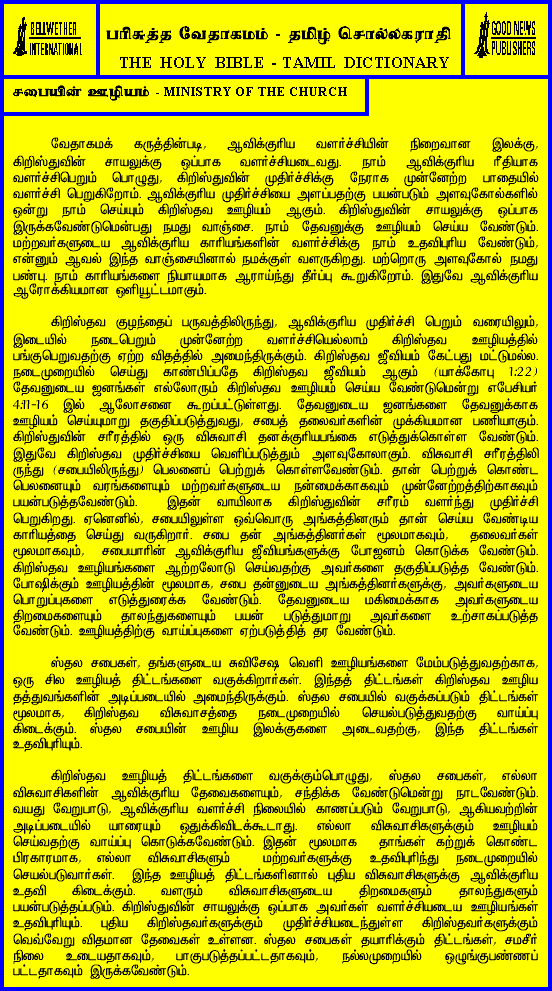 BELLWETHER
INTERNATIONAL
பரிசுத்த வேதாகமம் - தமிழ் சொல்லகராதி
THE HOLY BIBLE - TAMIL DICTIONARY
GOOD NEWS
PUBLISHERS
சபையின் ஊழியம் - MINISTRY OF THE CHURCH
வேதாகமக் கருத்தின்படி, ஆவிக்குரிய வளர்ச்சியின் நிறைவான இலக்கு,
கிறிஸ்துவின் சாயலுக்கு ஒப்பாக வளர்ச்சியடைவது. நாம் ஆவிக்குரிய ரீதியாக
வளர்ச்சிபெறும் பொழுது, கிறிஸ்துவின் முதிர்ச்சிக்கு நேராக முன்னேற்ற பாதையில்
வளர்ச்சி பெறுகிறோம். ஆவிக்குரிய முதிர்ச்சியை அளப்பதற்கு பயன்படும் அளவுகோல்களில்
ஒன்று நாம் செய்யும் கிறிஸ்தவ ஊழியம் ஆகும். கிறிஸ்துவின் சாயலுக்கு ஒப்பாக
இருக்கவேண்டுமென்பது நமது வாஞ்சை. நாம் தேவனுக்கு ஊழியம் செய்ய வேண்டும்.
மற்றவர்களுடைய ஆவிக்குரிய காரியங்களின் வளர்ச்சிக்கு நாம் உதவிபுரிய வேண்டும்,
என்னும் ஆவல் இந்த வாஞ்சையினால் நமக்குள் வளருகிறது. மற்றொரு அளவுகோல் நமது
பண்பு. நாம் காரியங்களை நியாயமாக ஆராய்ந்து தீர்ப்பு கூறுகிறோம். இதுவே ஆவிக்குரிய
ஆரோக்கியமான ஒளியூட்டமாகும்.
கிறிஸ்தவ குழந்தைப் பருவத்திலிருந்து, ஆவிக்குரிய முதிர்ச்சி பெறும் வரையிலும்,
இடையில் நடைபெறும் முன்னேற்ற வளர்ச்சியெல்லாம் கிறிஸ்தவ ஊழியத்தில்
பங்குபெறுவதற்கு ஏற்ற விதத்தில் அமைந்திருக்கும். கிறிஸ்தவ ஜீவியம் கேட்பது மட்டுமல்ல.
நடைமுறையில் செய்து காண்பிப்பதே கிறிஸ்தவ ஜீவியம் ஆகும் (யாக்கோபு 1:22)
தேவனுடைய ஜனங்கள் எல்லோரும் கிறிஸ்தவ ஊழியம் செய்ய வேண்டுமென்று எபேசியர்
4:11-16 இல் ஆலோசனை கூறப்பட்டுள்ளது. தேவனுடைய ஜனங்களை தேவனுக்காக
ஊழியம் செய்யுமாறு தகுதிப்படுத்துவது, சபைத் தலைவர்களின் முக்கியமான பணியாகும்.
கிறிஸ்துவின் சரீரத்தில் ஒரு விசுவாசி தனக்குரியபங்கை எடுத்துக்கொள்ள வேண்டும்.
இதுவே கிறிஸ்தவ முதிர்ச்சியை வெளிப்படுத்தும் அளவுகோலாகும். விசுவாசி சரீரத்திலி
ருந்து (சபையிலிருந்து) பெலனைப் பெற்றுக் கொள்ளவேண்டும். தான் பெற்றுக் கொண்ட
பெலனையும் வரங்களையும் மற்றவர்களுடைய நன்மைக்காகவும் முன்னேற்றத்திற்காகவும்
பயன்படுத்தவேண்டும். இதன் வாயிலாக கிறிஸ்துவின் சரீரம் வளர்ந்து முதிர்ச்சி
பெறுகிறது. ஏனெனில், சபையிலுள்ள ஒவ்வொரு அங்கத்தினரும் தான் செய்ய வேண்டிய
காரியத்தை செய்து வருகிறார். சபை தன் அங்கத்தினர்கள் மூலமாகவும், தலைவர்கள்
மூலமாகவும், சபையாரின் ஆவிக்குரிய ஜீவியங்களுக்கு போஜனம் கொடுக்க வேண்டும்.
கிறிஸ்தவ ஊழியங்களை ஆற்றலோடு செய்வதற்கு அவர்களை தகுதிப்படுத்த வேண்டும்.
போஷிக்கும் ஊழியத்தின் மூலமாக, சபை தன்னுடைய அங்கத்தினர்களுக்கு, அவர்களுடைய
பொறுப்புகளை எடுத்துரைக்க வேண்டும். தேவனுடைய மகிமைக்காக அவர்களுடைய
திறமைகளையும் தாலந்துகளையும் பயன் படுத்துமாறு அவர்களை உற்சாகப்படுத்த
வேண்டும். ஊழியத்திற்கு வாய்ப்புகளை ஏற்படுத்தித் தர வேண்டும்.
ஸ்தல சபைகள், தங்களுடைய சுவிசேஷ வெளி ஊழியங்களை மேம்படுத்துவதற்காக,
ஒரு சில ஊழியத் திட்டங்களை வகுக்கிறார்கள். இந்தத் திட்டங்கள் கிறிஸ்தவ ஊழிய
தத்துவங்களின் அடிப்படையில் அமைந்திருக்கும். ஸ்தல சபையில் வகுக்கப்படும் திட்டங்கள்
மூலமாக, கிறிஸ்தவ விசுவாசத்தை நடைமுறையில் செயல்படுத்துவதற்கு வாய்ப்பு
கிடைக்கும். ஸ்தல சபையின் ஊழிய இலக்குகளை அடைவதற்கு, இந்த திட்டங்கள்
உதவிபுரியும்.
கிறிஸ்தவ ஊழியத் திட்டங்களை வகுக்கும்பொழுது, ஸ்தல சபைகள், எல்லா
விசுவாசிகளின் ஆவிக்குரிய தேவைகளையும், சந்திக்க வேண்டுமென்று நாடவேண்டும்.
வயது வேறுபாடு, ஆவிக்குரிய வளர்ச்சி நிலையில் காணப்படும் வேறுபாடு, ஆகியவற்றின்
அடிப்படையில் யாரையும் ஒதுக்கிவிடக்கூடாது. எல்லா விசுவாசிகளுக்கும் ஊழியம்
செய்வதற்கு வாய்ப்பு கொடுக்கவேண்டும். இதன் மூலமாக தாங்கள் கற்றுக் கொண்ட
பிரகாரமாக, எல்லா விசுவாசிகளும் மற்றவர்களுக்கு உதவிபுரிந்து நடைமுறையில்
செயல்படுவார்கள். இந்த ஊழியத் திட்டங்களினால் புதிய விசுவாசிகளுக்கு ஆவிக்குரிய
உதவி கிடைக்கும். வளரும் விசுவாசிகளுடைய திறமைகளும் தாலந்துகளும்
பயன்படுத்தப்படும். கிறிஸ்துவின் சாயலுக்கு ஒப்பாக அவர்கள் வளர்ச்சியடைய ஊழியங்கள்
உதவிபுரியும். புதிய கிறிஸ்தவர்களுக்கும் முதிர்ச்சியடைந்துள்ள கிறிஸ்தவர்களுக்கும்
வெவ்வேறு விதமான தேவைகள் உள்ளன. ஸ்தல சபைகள் தயாரிக்கும் திட்டங்கள், சமசீர்
நிலை உடையதாகவும், பாகுபடுத்தப்பட்டதாகவும், நல்லமுறையில் ஒழுங்குபண்ணப்
பட்டதாகவும் இருக்கவேண்டும்.